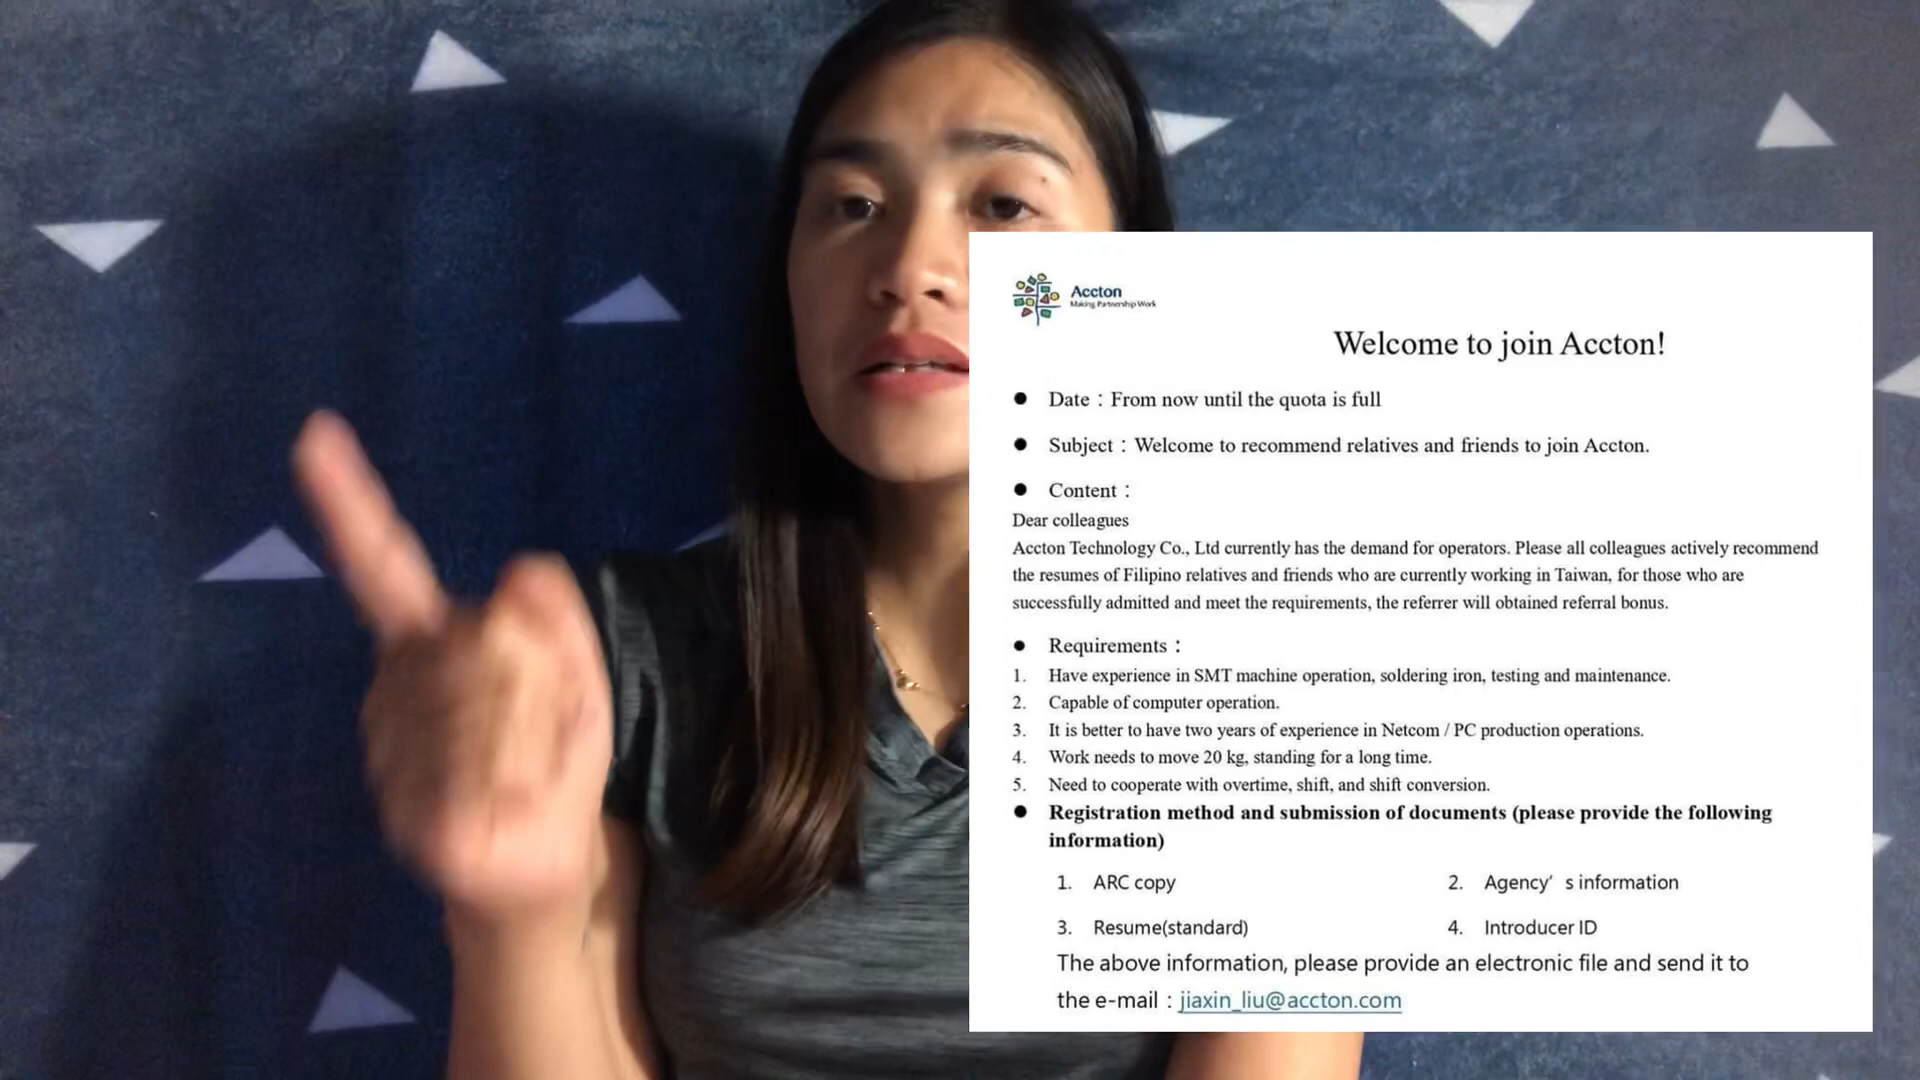 Accton
Making Partnership Work
Welcome to join Accton!
● Date：From now until the quota is full
● Subject：Welcome to recommend relatives and friends to join Accton.
● Content：
Dear colleagues
Accton Technology Co., Ltd currently has the demand for operators. Please all colleagues actively recommend
the resumes of Filipino relatives and friends who are currently working in Taiwan, for those who are
successfully admitted and meet the requirements, the referrer will obtained referral bonus.
● Requirements：
1. Have experience in SMT machine operation, soldering iron, testing and maintenance.
2. Capable of computer operation.
3. It is better to have two years of experience in Netcom / PC production operations.
4. Work needs to move 20 kg, standing for a long time.
5. Need to cooperate with overtime, shift, and shift conversion.
● Registration method and submission of documents (please provide the following
information)
1. ARC copy 2. Agency’s information
3. Resume(standard) 4. Introducer ID
The above information, please provide an electronic file and send it to
the e-mail：jiaxin_liu@accton.com